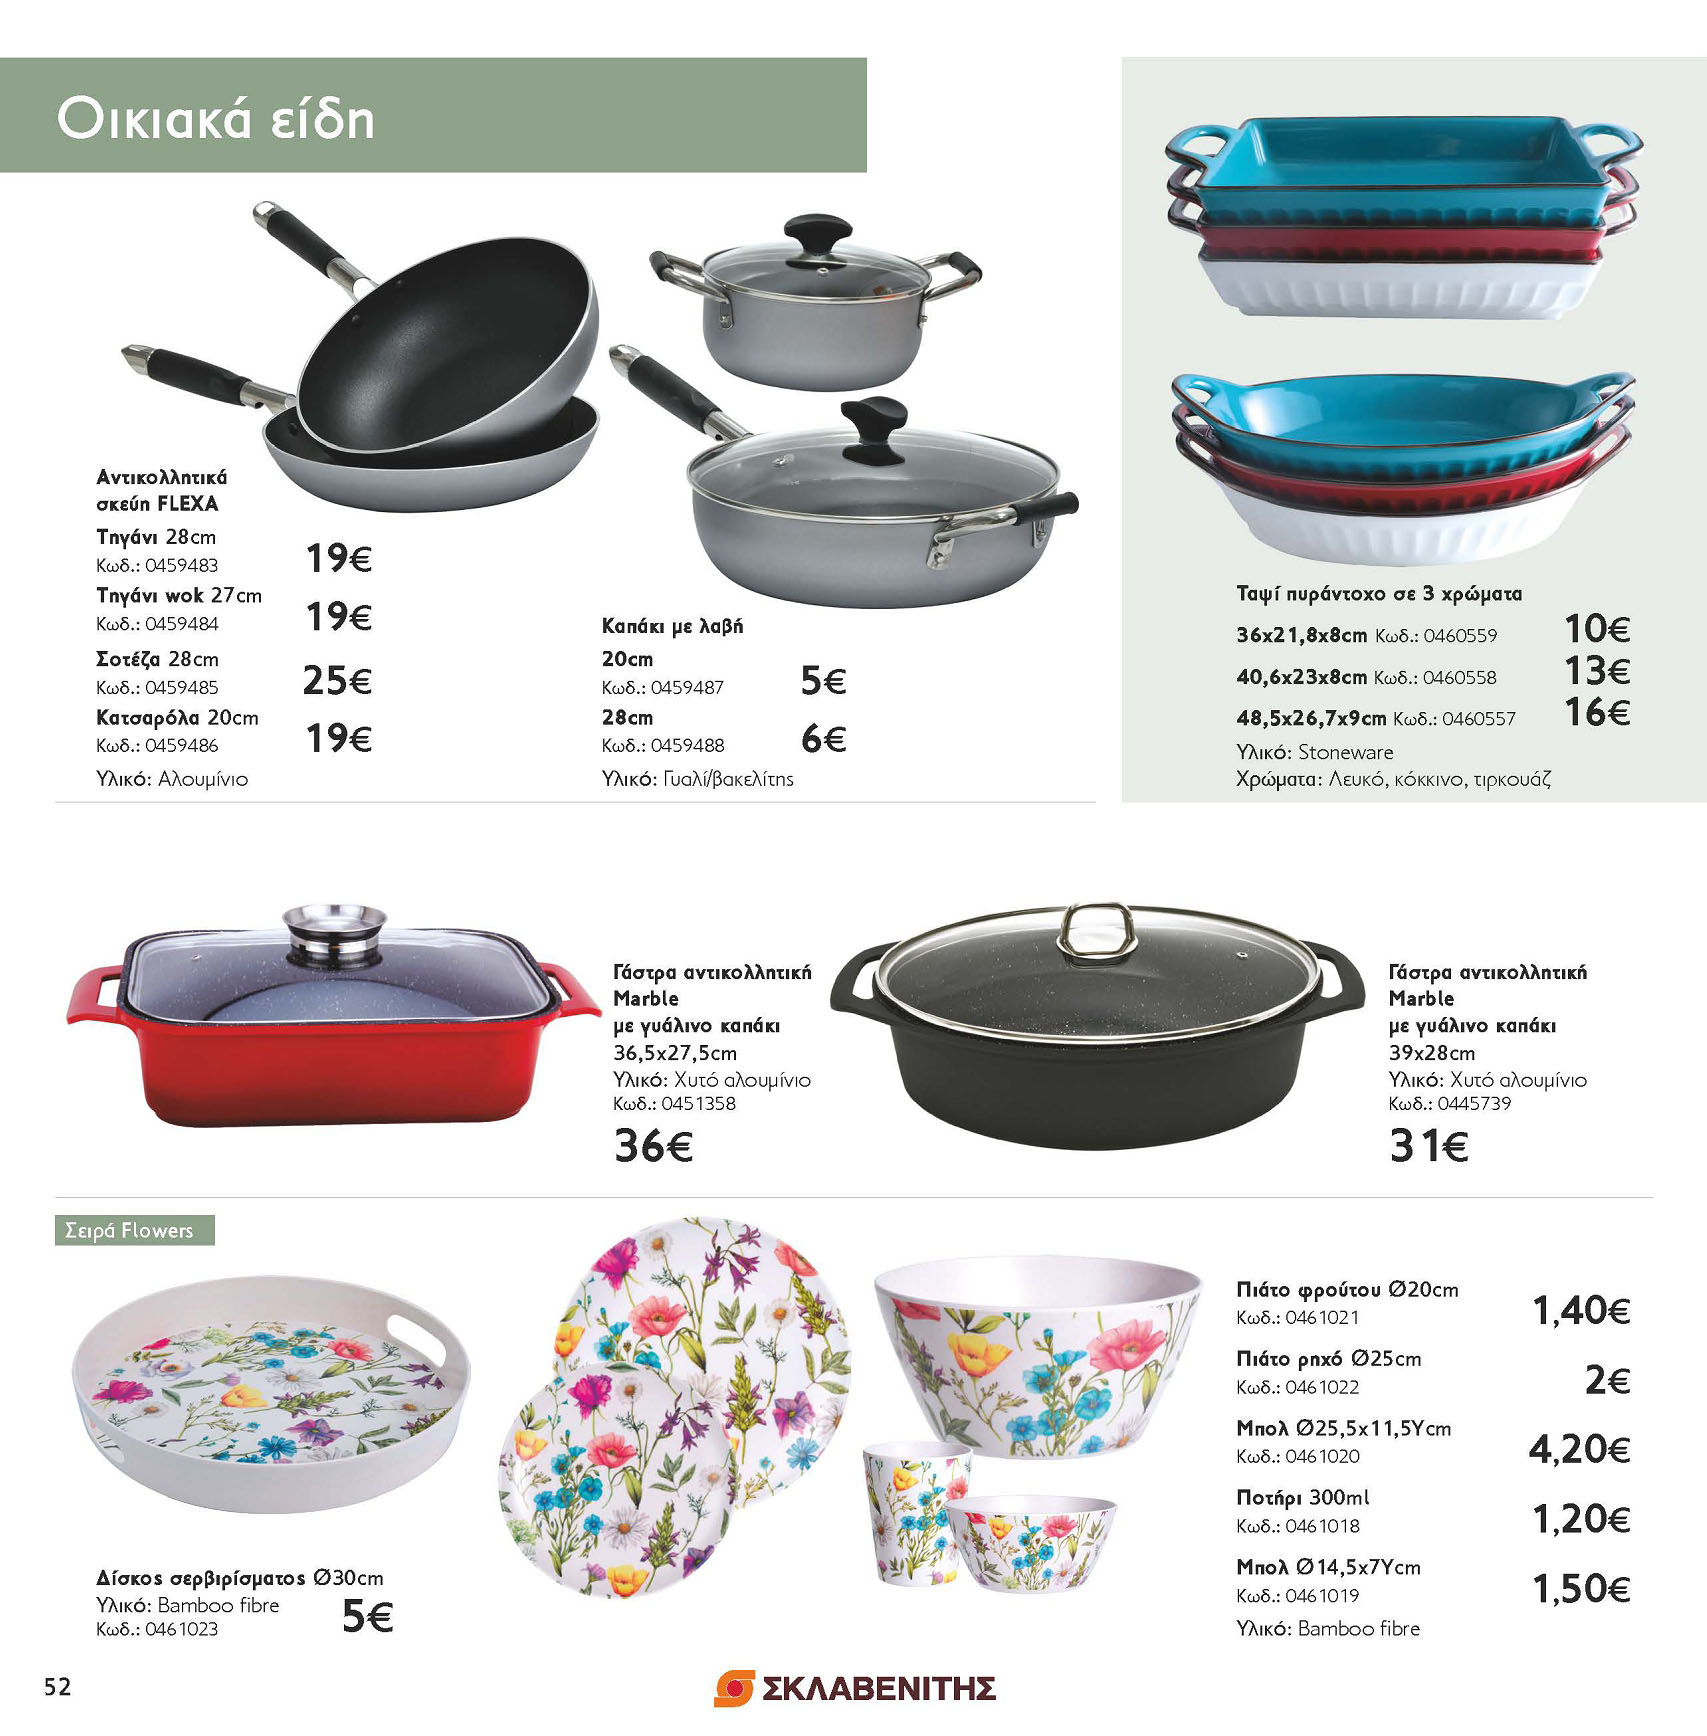 Οικιακά είδη
Αντικολλητικά
σκεύη FLEXA
Τηγάνι 28cm
Κωδ.: 0459483
19€
Τηγάνι wok 27cm
Κωδ.: 0459484
19€
Σοτέζα 28cm
Κωδ.: 0459485
25€
Κατσαρόλα 20cm
Κωδ.: 0459486
19€
Υλικό: Αλουμίνιο
Καπάκι με λαβή
20cm
Κωδ.: 0459487
5€
28cm
Κωδ.: 0459488
6€
Υλικό: Γυαλί/βακελίτης
Ταψί πυράντοχο σε 3 χρώματα
36x21,8x8cm Κωδ.: 0460559 10€
40,6x23x8cm Κωδ.: 0460558 13€
48,5x26,7x9cm Κωδ.: 0460557 16€
Υλικό: Stoneware
Χρώματα: Λευκό, κόκκινο, τιρκουάζ
Γάστρα αντικολλητική
Marble
με γυάλινο καπάκι
36,5x27,5cm
Υλικό: Χυτό αλουμίνιο
Κωδ.: 0451358
36€
Γάστρα αντικολλητική
Marble
με γυάλινο καπάκι
39x28cm
Υλικό: Χυτό αλουμίνιο
Κωδ.: 0445739
31€
Σειρά Flowers
Δίσκος σερβιρίσματος Ø30cm
Υλικό: Bamboo fibre
Κωδ.: 0461023
5€
Πιάτο φρούτου Ø20cm
Κωδ.: 0461021
1,40€
Πιάτο ρηχό Ø25cm
Κωδ.: 0461022
2€
Μπολ Ø25,5x11,5Υcm
Κωδ.: 0461020
4,20€
Ποτήρι 300ml
Κωδ.: 0461018
1,20€
Μπολ Ø14,5x7Υcm
Κωδ.: 0461019
1,50€
Υλικό: Bamboo fibre
52
ΣΚΛΑΒΕΝΙΤΗΣ